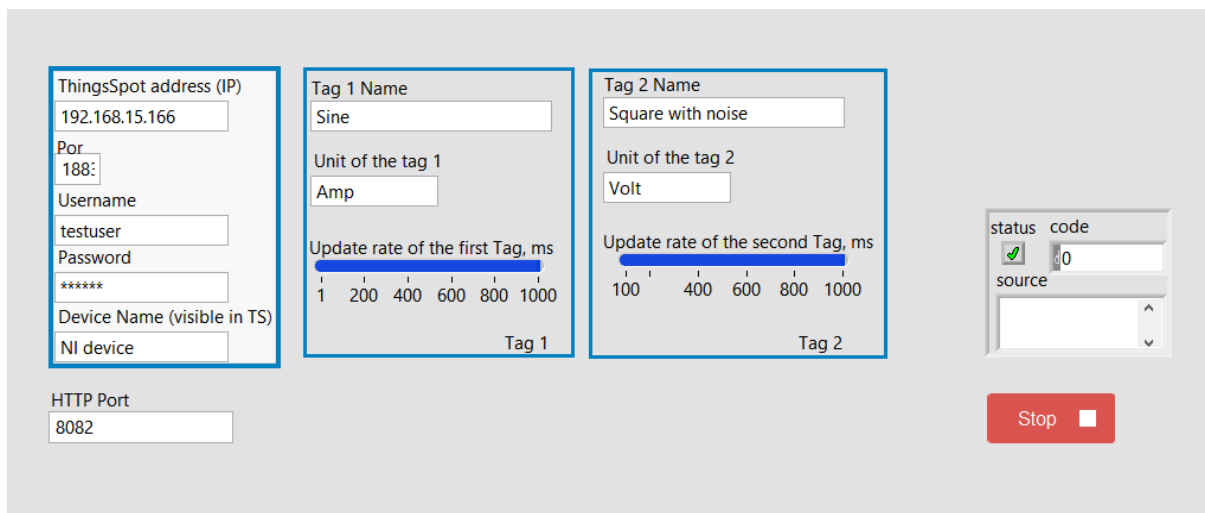 ThingsSpot address (IP)
192.168.15.166
Por
1883
Username
testuser
Password
******
Device Name (visible in TS)
NI device
HTTP Port
8082
Tag 1 Name
Sine
Unit of the tag 1
Amp
Update rate of the first Tag, ms
1 200 400 600 800 1000
Tag 1
Tag 2 Name
Square with noise
Unit of the tag 2
Volt
Update rate of the second Tag, ms
100 400 600 800 1000
Tag 2
status code
d 0
source
Stop